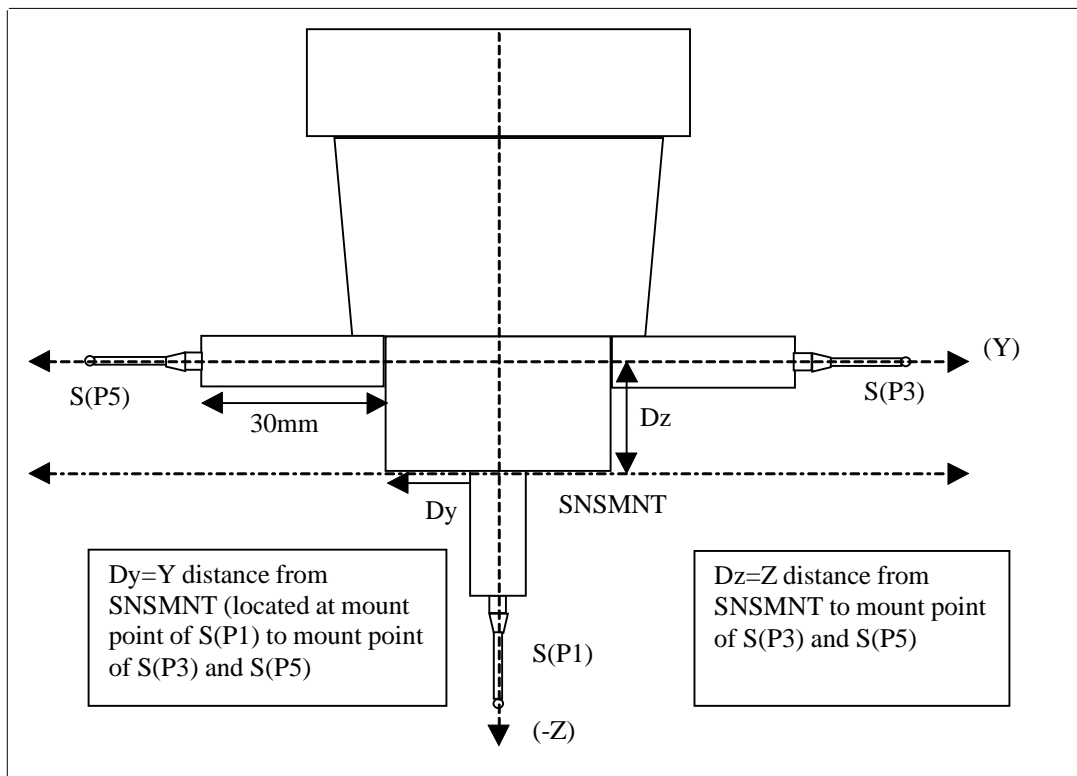 (Y)
S(P5)
S(P3)
30mm
Dz
Dy
SNSMNT
Dy=Y distance from
SNSMNT (located at mount
point of S(P1) to mount point
of S(P3) and S(P5)
Dz=Z distance from
SNSMNT to mount point
of S(P3) and S(P5)
S(P1)
(-Z)